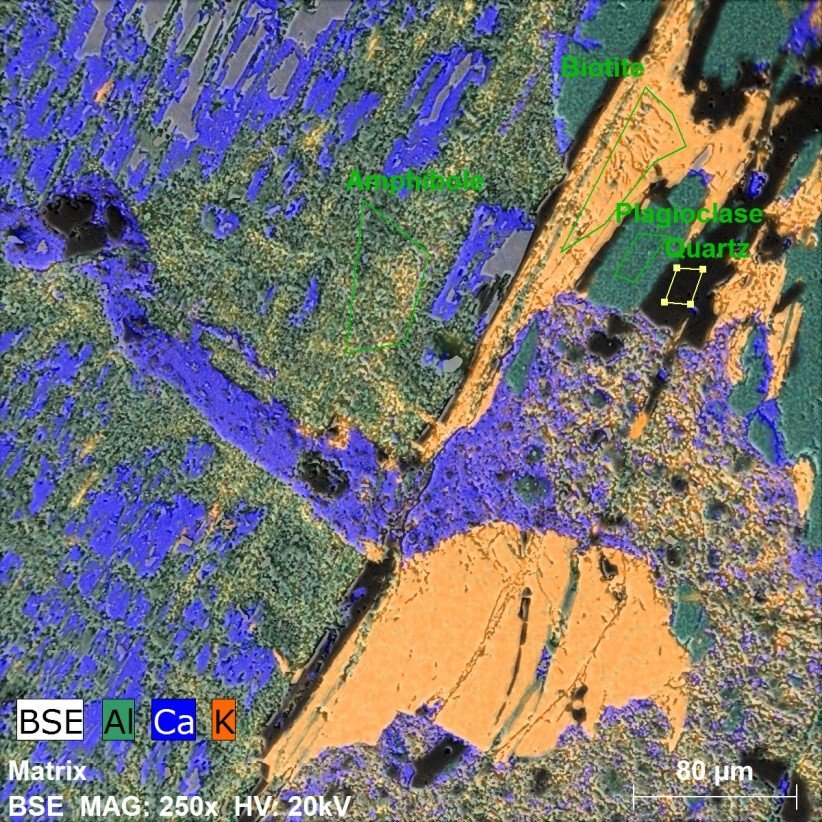 Biotite
Amphibole
Plagioclase
Quartz
BSE Al Ca K
Matrix
80 µm
BSE MAG: 250x HV: 20kV